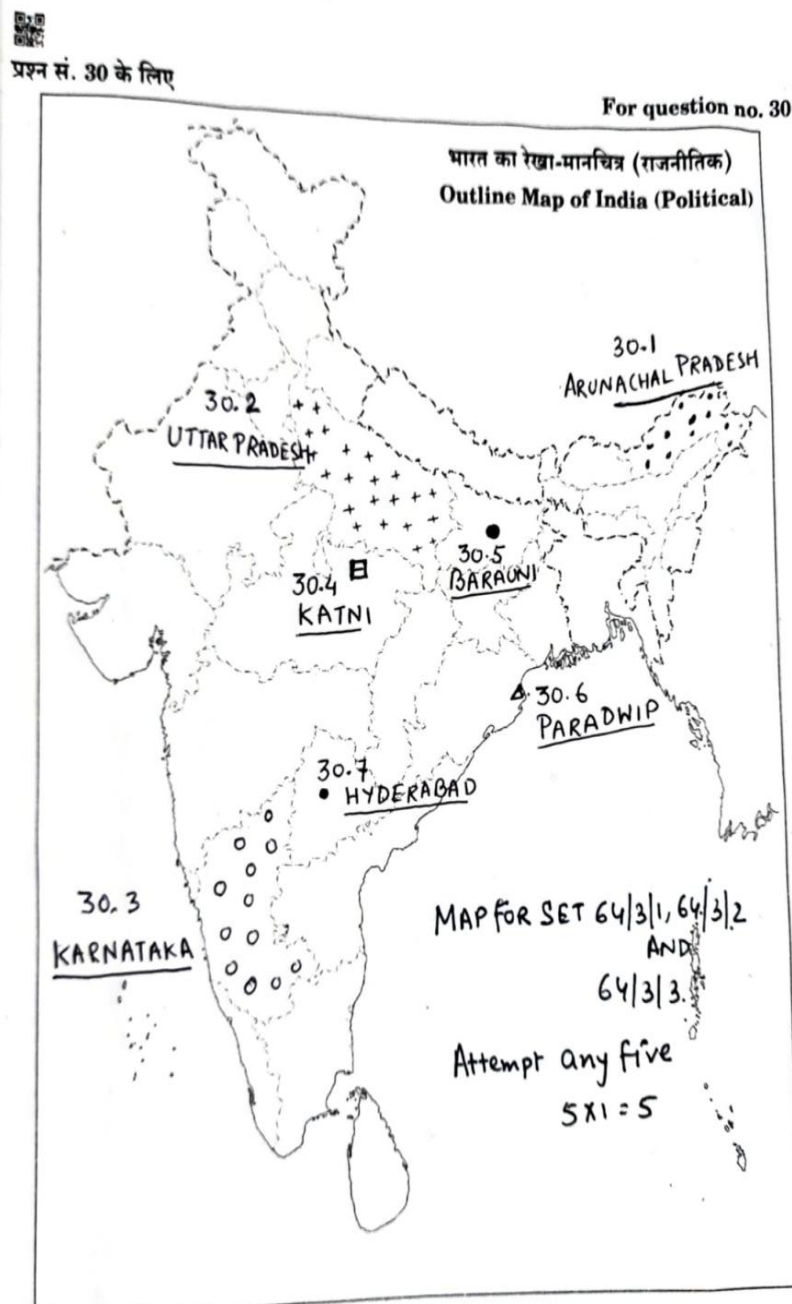 प्रश्न सं. 30 के लिए
For question no. 30
भारत का रेखा-मानचित्र (राजनीतिक)
Outline Map of India (Political)
30.1
ARUNACHAL PRADESH
30.2
UTTAR PRADESH
30.5
BARAUNI
30.4
KATNI
30.6
PARADWIP
30.7
HYDERABAD
30.3
KARNATAKA
MAP FOR SET 64/3/1, 64/3/2
AND
64/3/3.
Attempt any five
5X1=5